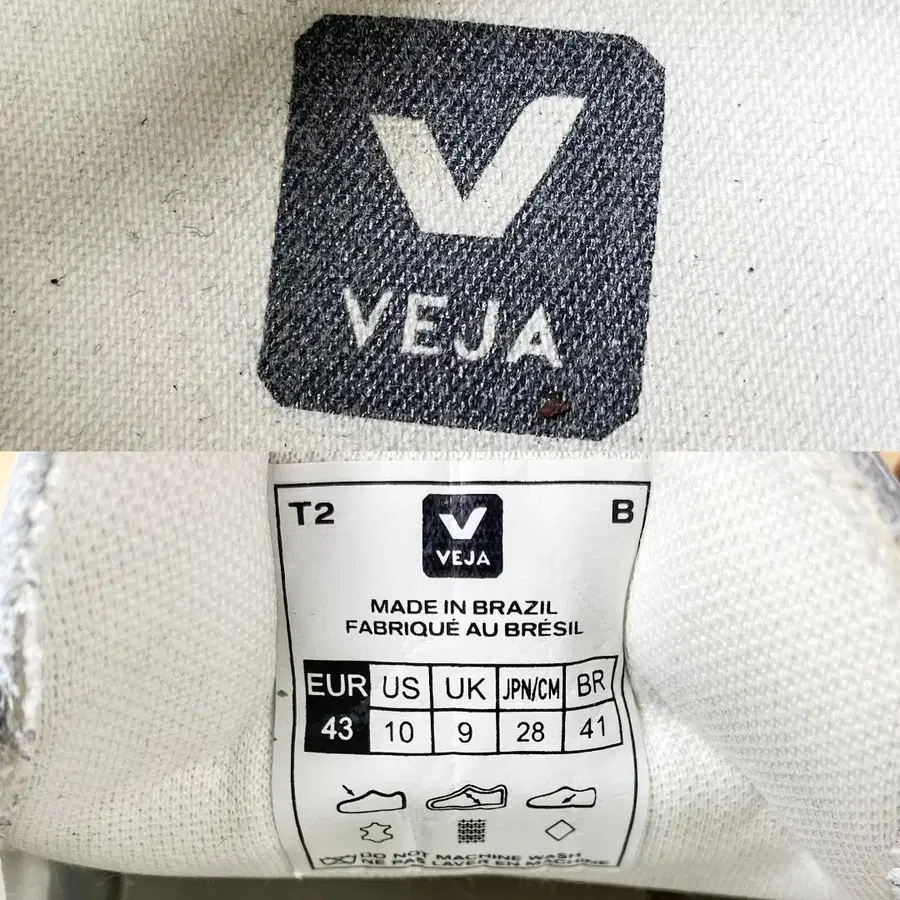 VEJA
T2
B
VEJA
MADE IN BRAZIL
FABRIQUÉ AU BRÉSIL
EUR US UK JPN/CM BR
43 10 9 28 41
DO NOT MACHINE WASH
NE PAS LAVER EN MACHINE